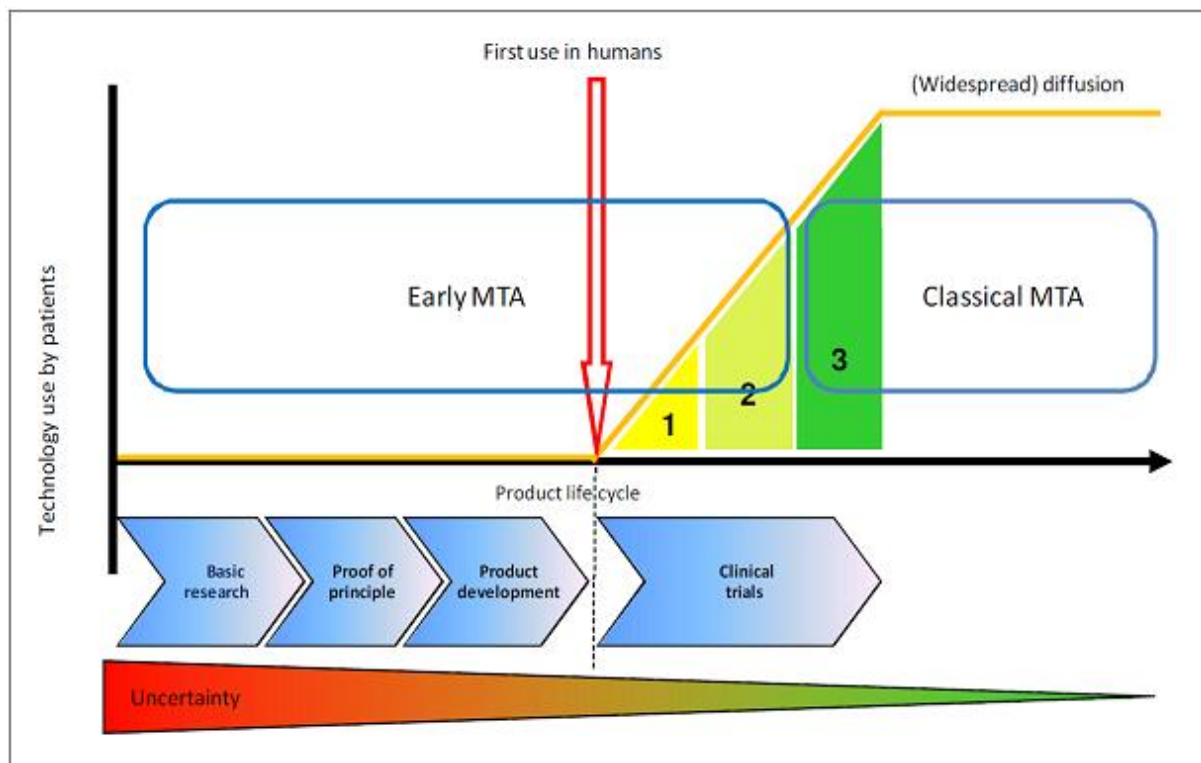 First use in humans
(Widespread) diffusion
Technology use by patients
Early MTA
Classical MTA
1
2
3
Product life cycle
Basic
research
Proof of
principle
Product
development
Clinical
trials
Uncertainty